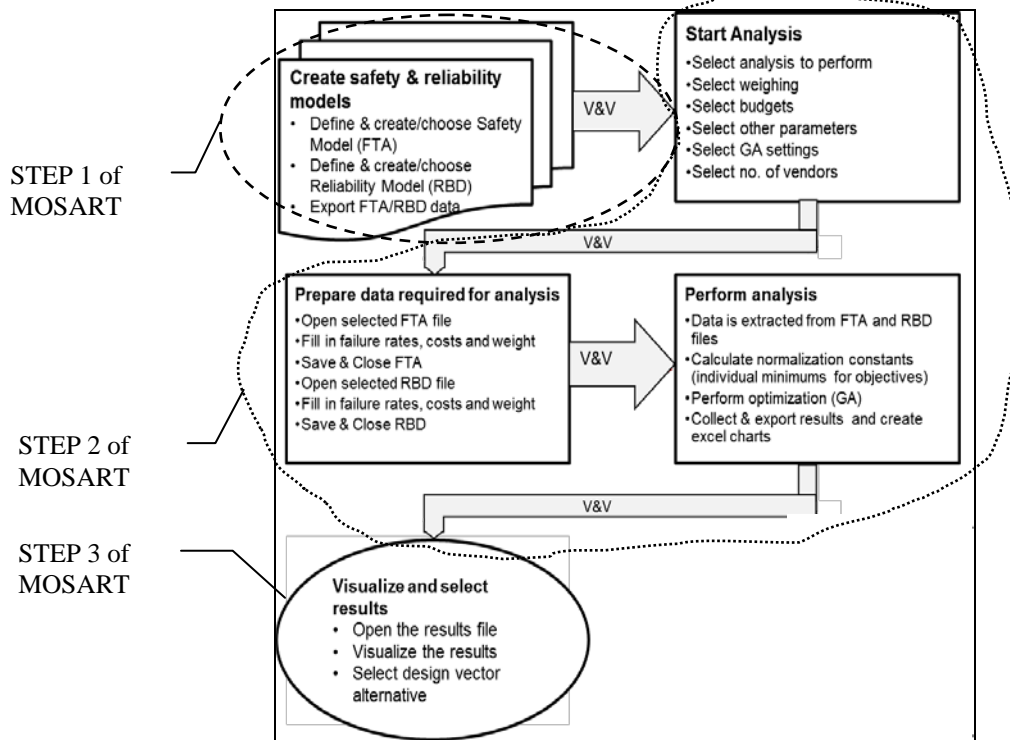 STEP 1 of
MOSART
Create safety & reliability
models
• Define & create/choose Safety
Model (FTA)
• Define & create/choose
Reliability Model (RBD)
• Export FTA/RBD data
V&V
Start Analysis
•Select analysis to perform
•Select weighing
•Select budgets
•Select other parameters
•Select GA settings
•Select no. of vendors
V&V
STEP 2 of
MOSART
Prepare data required for analysis
•Open selected FTA file
•Fill in failure rates, costs and weight
•Save & Close FTA
•Open selected RBD file
•Fill in failure rates, costs and weight
•Save & Close RBD
V&V
Perform analysis
•Data is extracted from FTA and RBD
files
•Calculate normalization constants
(individual minimums for objectives)
•Perform optimization (GA)
•Collect & export results and create
excel charts
V&V
STEP 3 of
MOSART
Visualize and select
results
• Open the results file
• Visualize the results
• Select design vector
alternative